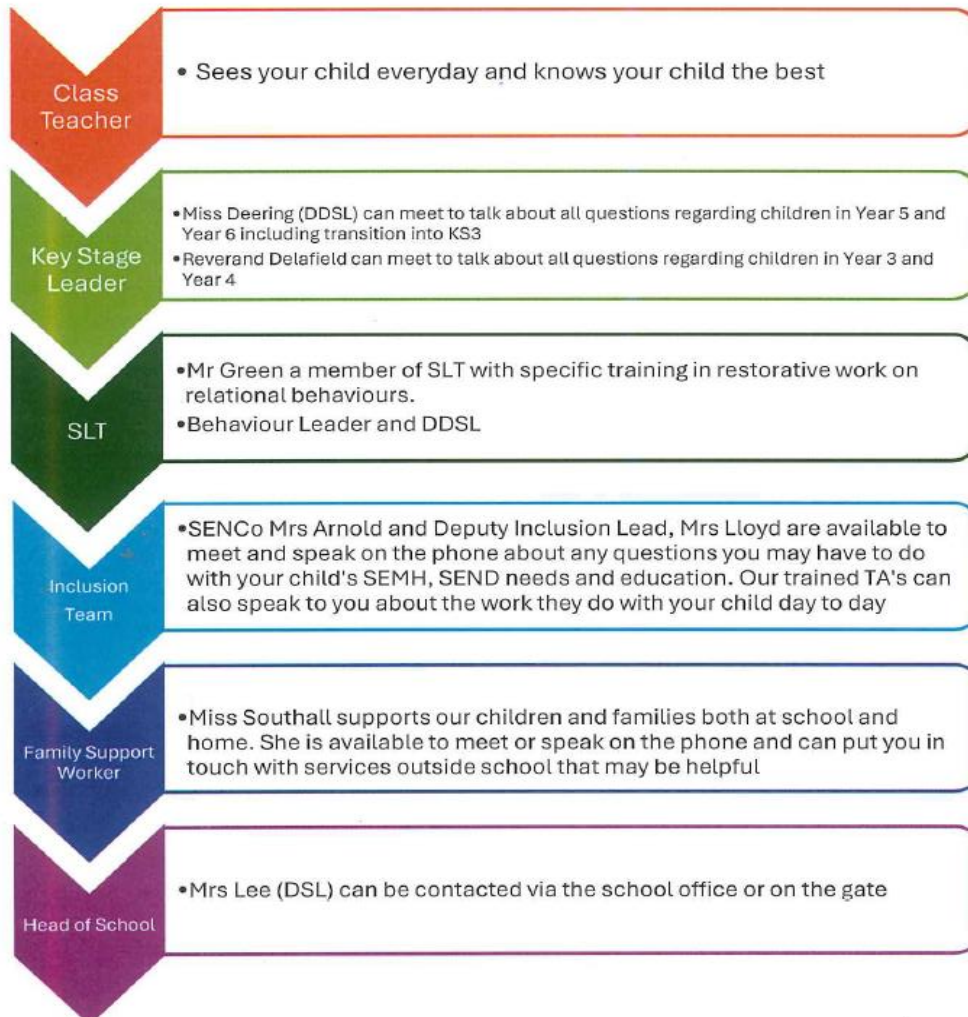 Class
Teacher
• Sees your child everyday and knows your child the best
Key Stage
Leader
•Miss Deering (DDSL) can meet to talk about all questions regarding children in Year 5 and
Year 6 including transition into KS3
•Reverand Delafield can meet to talk about all questions regarding children in Year 3 and
Year 4
SLT
•Mr Green a member of SLT with specific training in restorative work on
relational behaviours.
•Behaviour Leader and DDSL
Inclusion
Team
•SENCo Mrs Arnold and Deputy Inclusion Lead, Mrs Lloyd are available to
meet and speak on the phone about any questions you may have to do
with your child's SEMH, SEND needs and education. Our trained TA's can
also speak to you about the work they do with your child day to day
Family Support
Worker
•Miss Southall supports our children and families both at school and
home. She is available to meet or speak on the phone and can put you in
touch with services outside school that may be helpful
Head of School
•Mrs Lee (DSL) can be contacted via the school office or on the gate